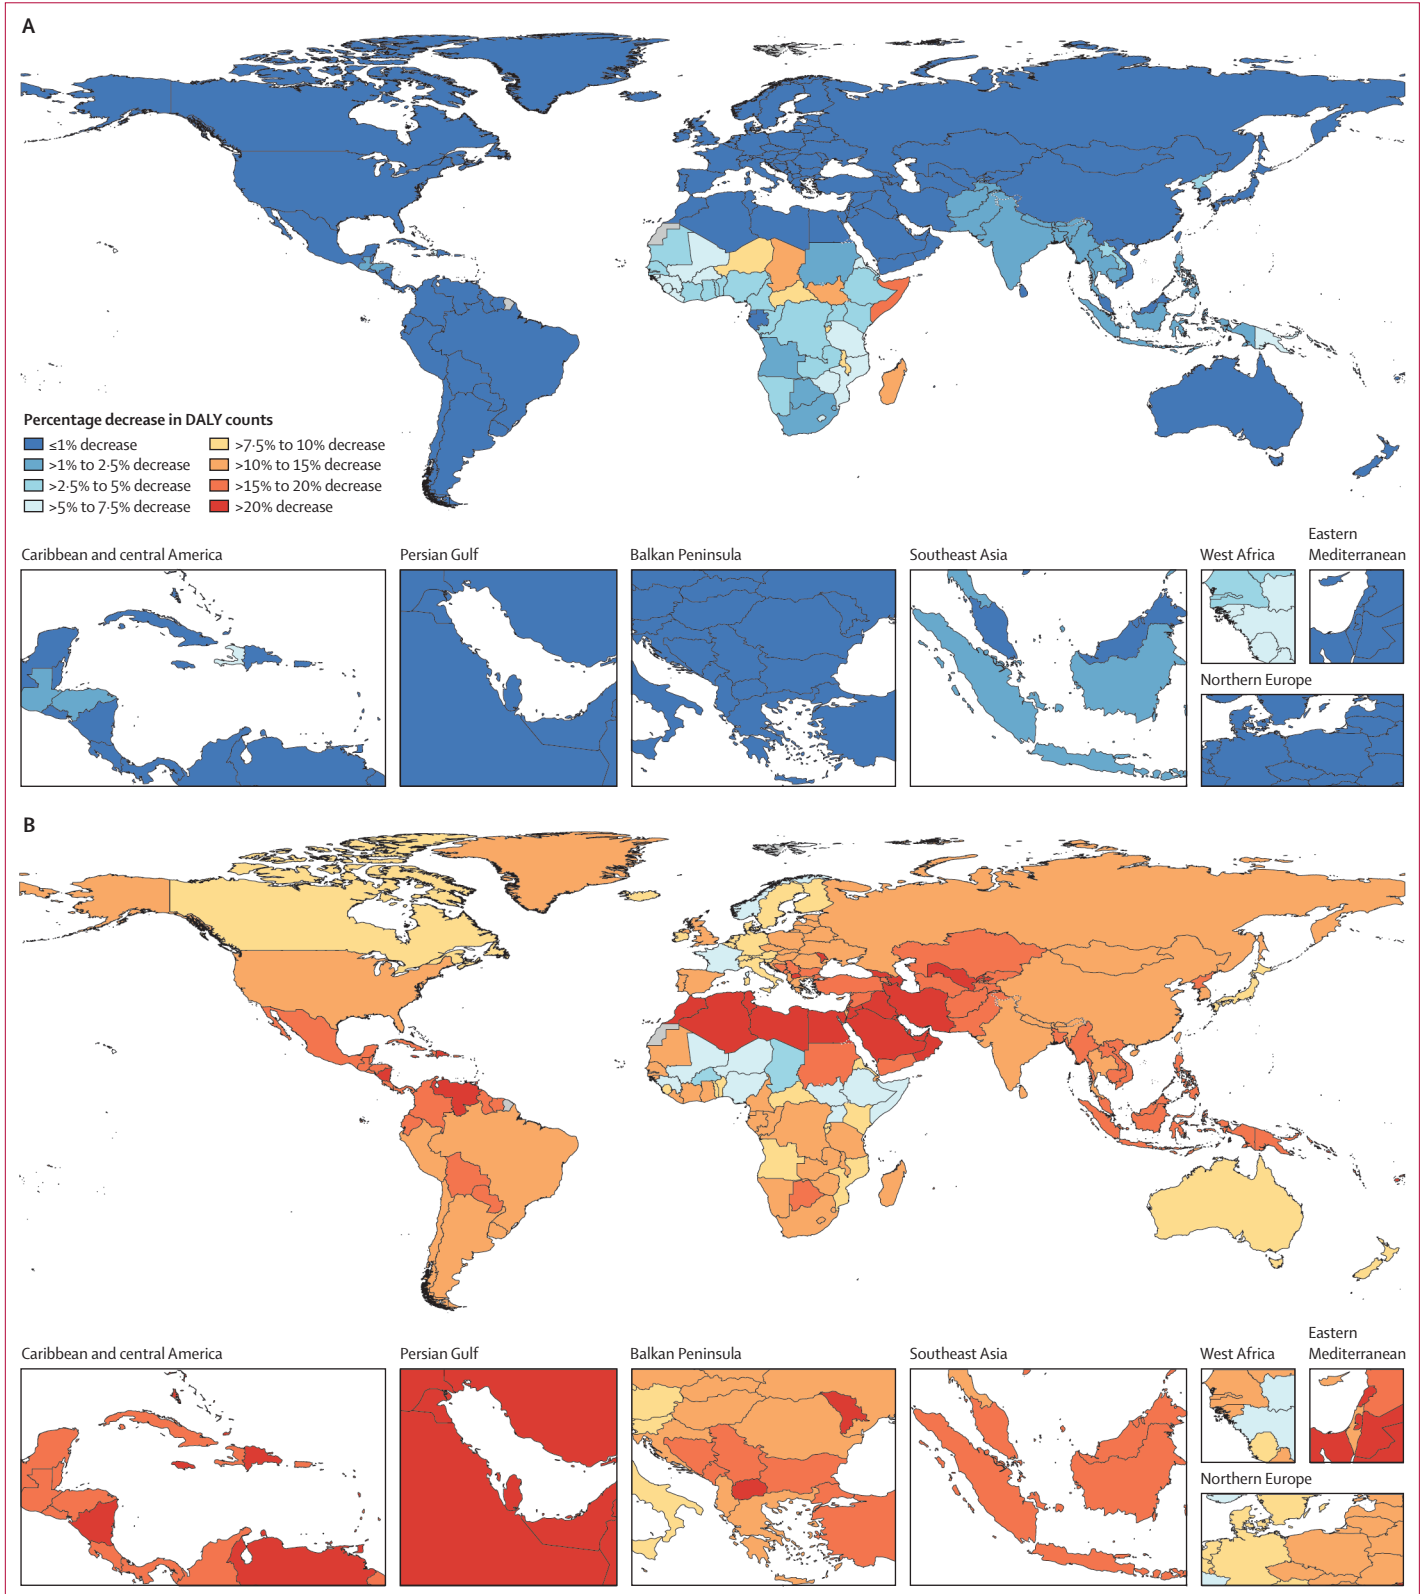 A
Percentage decrease in DALY counts
≤1% decrease
>1% to 2·5% decrease
>2·5% to 5% decrease
>5% to 7·5% decrease
>7·5% to 10% decrease
>10% to 15% decrease
>15% to 20% decrease
>20% decrease
Caribbean and central America
Persian Gulf
Balkan Peninsula
Southeast Asia
West Africa
Eastern
Mediterranean
Northern Europe
B
Caribbean and central America
Persian Gulf
Balkan Peninsula
Southeast Asia
West Africa
Eastern
Mediterranean
Northern Europe